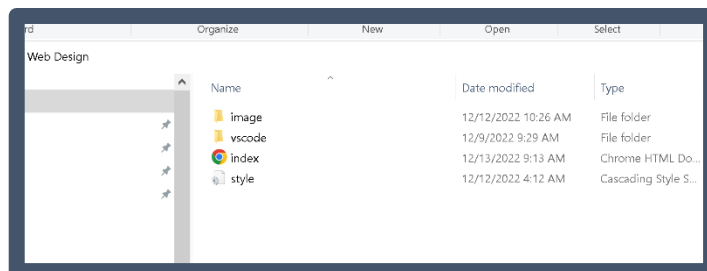 rd Organize New Open Select
Web Design
Name Date modified Type
image 12/12/2022 10:26 AM File folder
vscode 12/9/2022 9:29 AM File folder
index 12/13/2022 9:13 AM Chrome HTML Do...
style 12/12/2022 4:12 AM Cascading Style S...